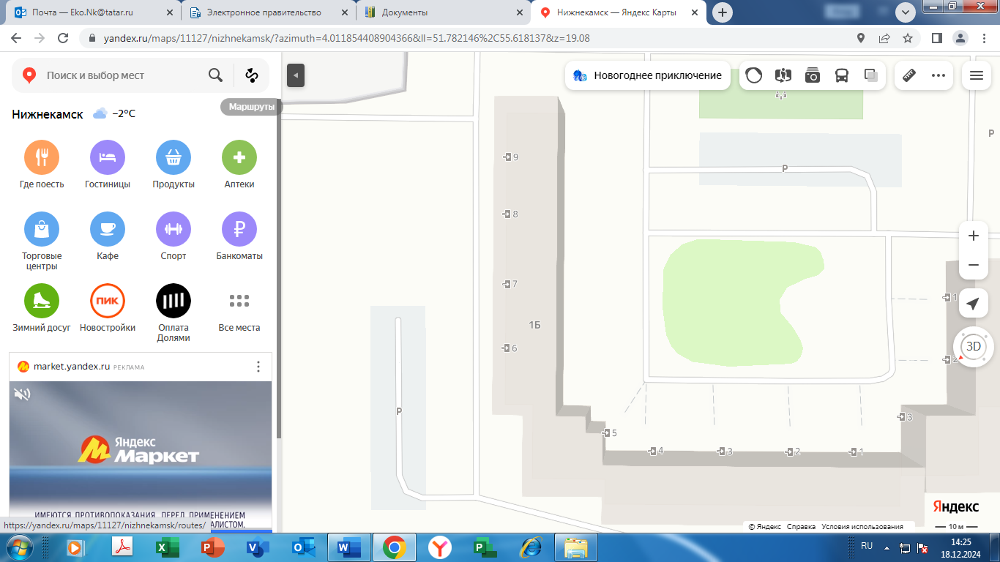 Почта — Eko.Nk@tatar.ru
Электронное правительство
Документы
Нижнекамск — Яндекс Карты
yandex.ru/maps/11127/nizhnekamsk/?azimuth=4.011854408904366&ll=51.782146%2C55.618137&z=19.08
Поиск и выбор мест
Новогоднее приключение
Маршруты
Нижнекамск
−2°C
Где поесть
Гостиницы
Продукты
Аптеки
Торговые центры
Кафе
Спорт
Банкоматы
ПИК
Зимний досуг
Новостройки
Оплата Долями
Все места
market.yandex.ru РЕКЛАМА
Яндекс
Маркет
ИМЕЮТСЯ ПРОТИВОПОКАЗАНИЯ. ПЕРЕД ПРИМЕНЕНИЕМ
АЛИСТОМ.
https://yandex.ru/maps/11127/nizhnekamsk/routes/
P
P
9
8
7
1Б
6
P
5
4
3
2
1
3
1
2
3D
Яндекс
© Яндекс Справка Условия использования
10 м
RU
14:25
18.12.2024